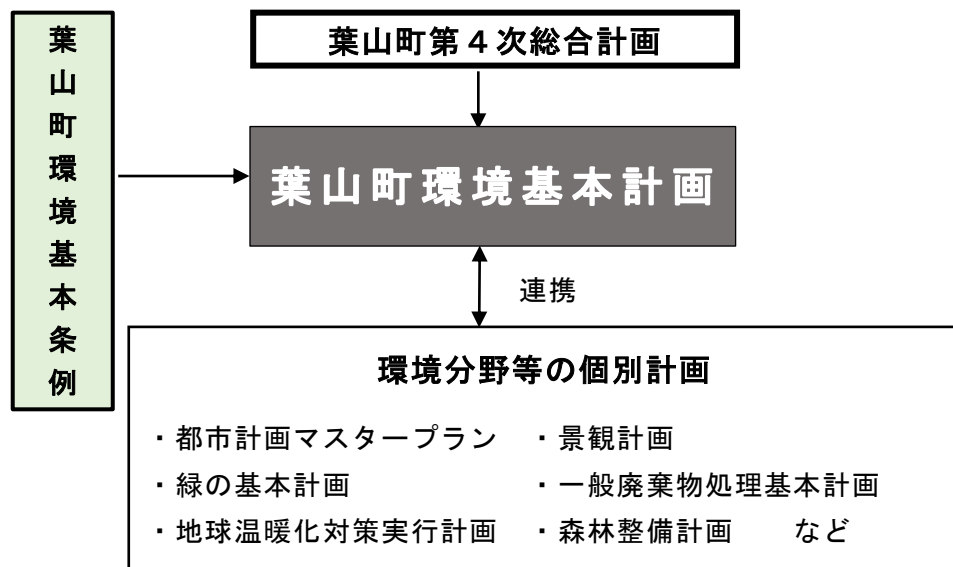 葉山町環境基本条例
葉山町第４次総合計画
葉山町環境基本計画
連携
環境分野等の個別計画
・都市計画マスタープラン ・景観計画
・緑の基本計画 ・一般廃棄物処理基本計画
・地球温暖化対策実行計画 ・森林整備計画 など